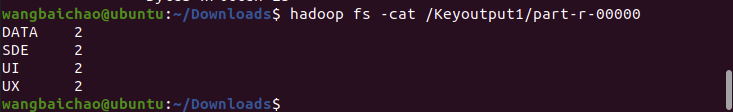 wangbaichao@ubuntu:~/Downloads$ hadoop fs -cat /Keyoutput1/part-r-00000
DATA 2
SDE 2
UI 2
UX 2
wangbaichao@ubuntu:~/Downloads$